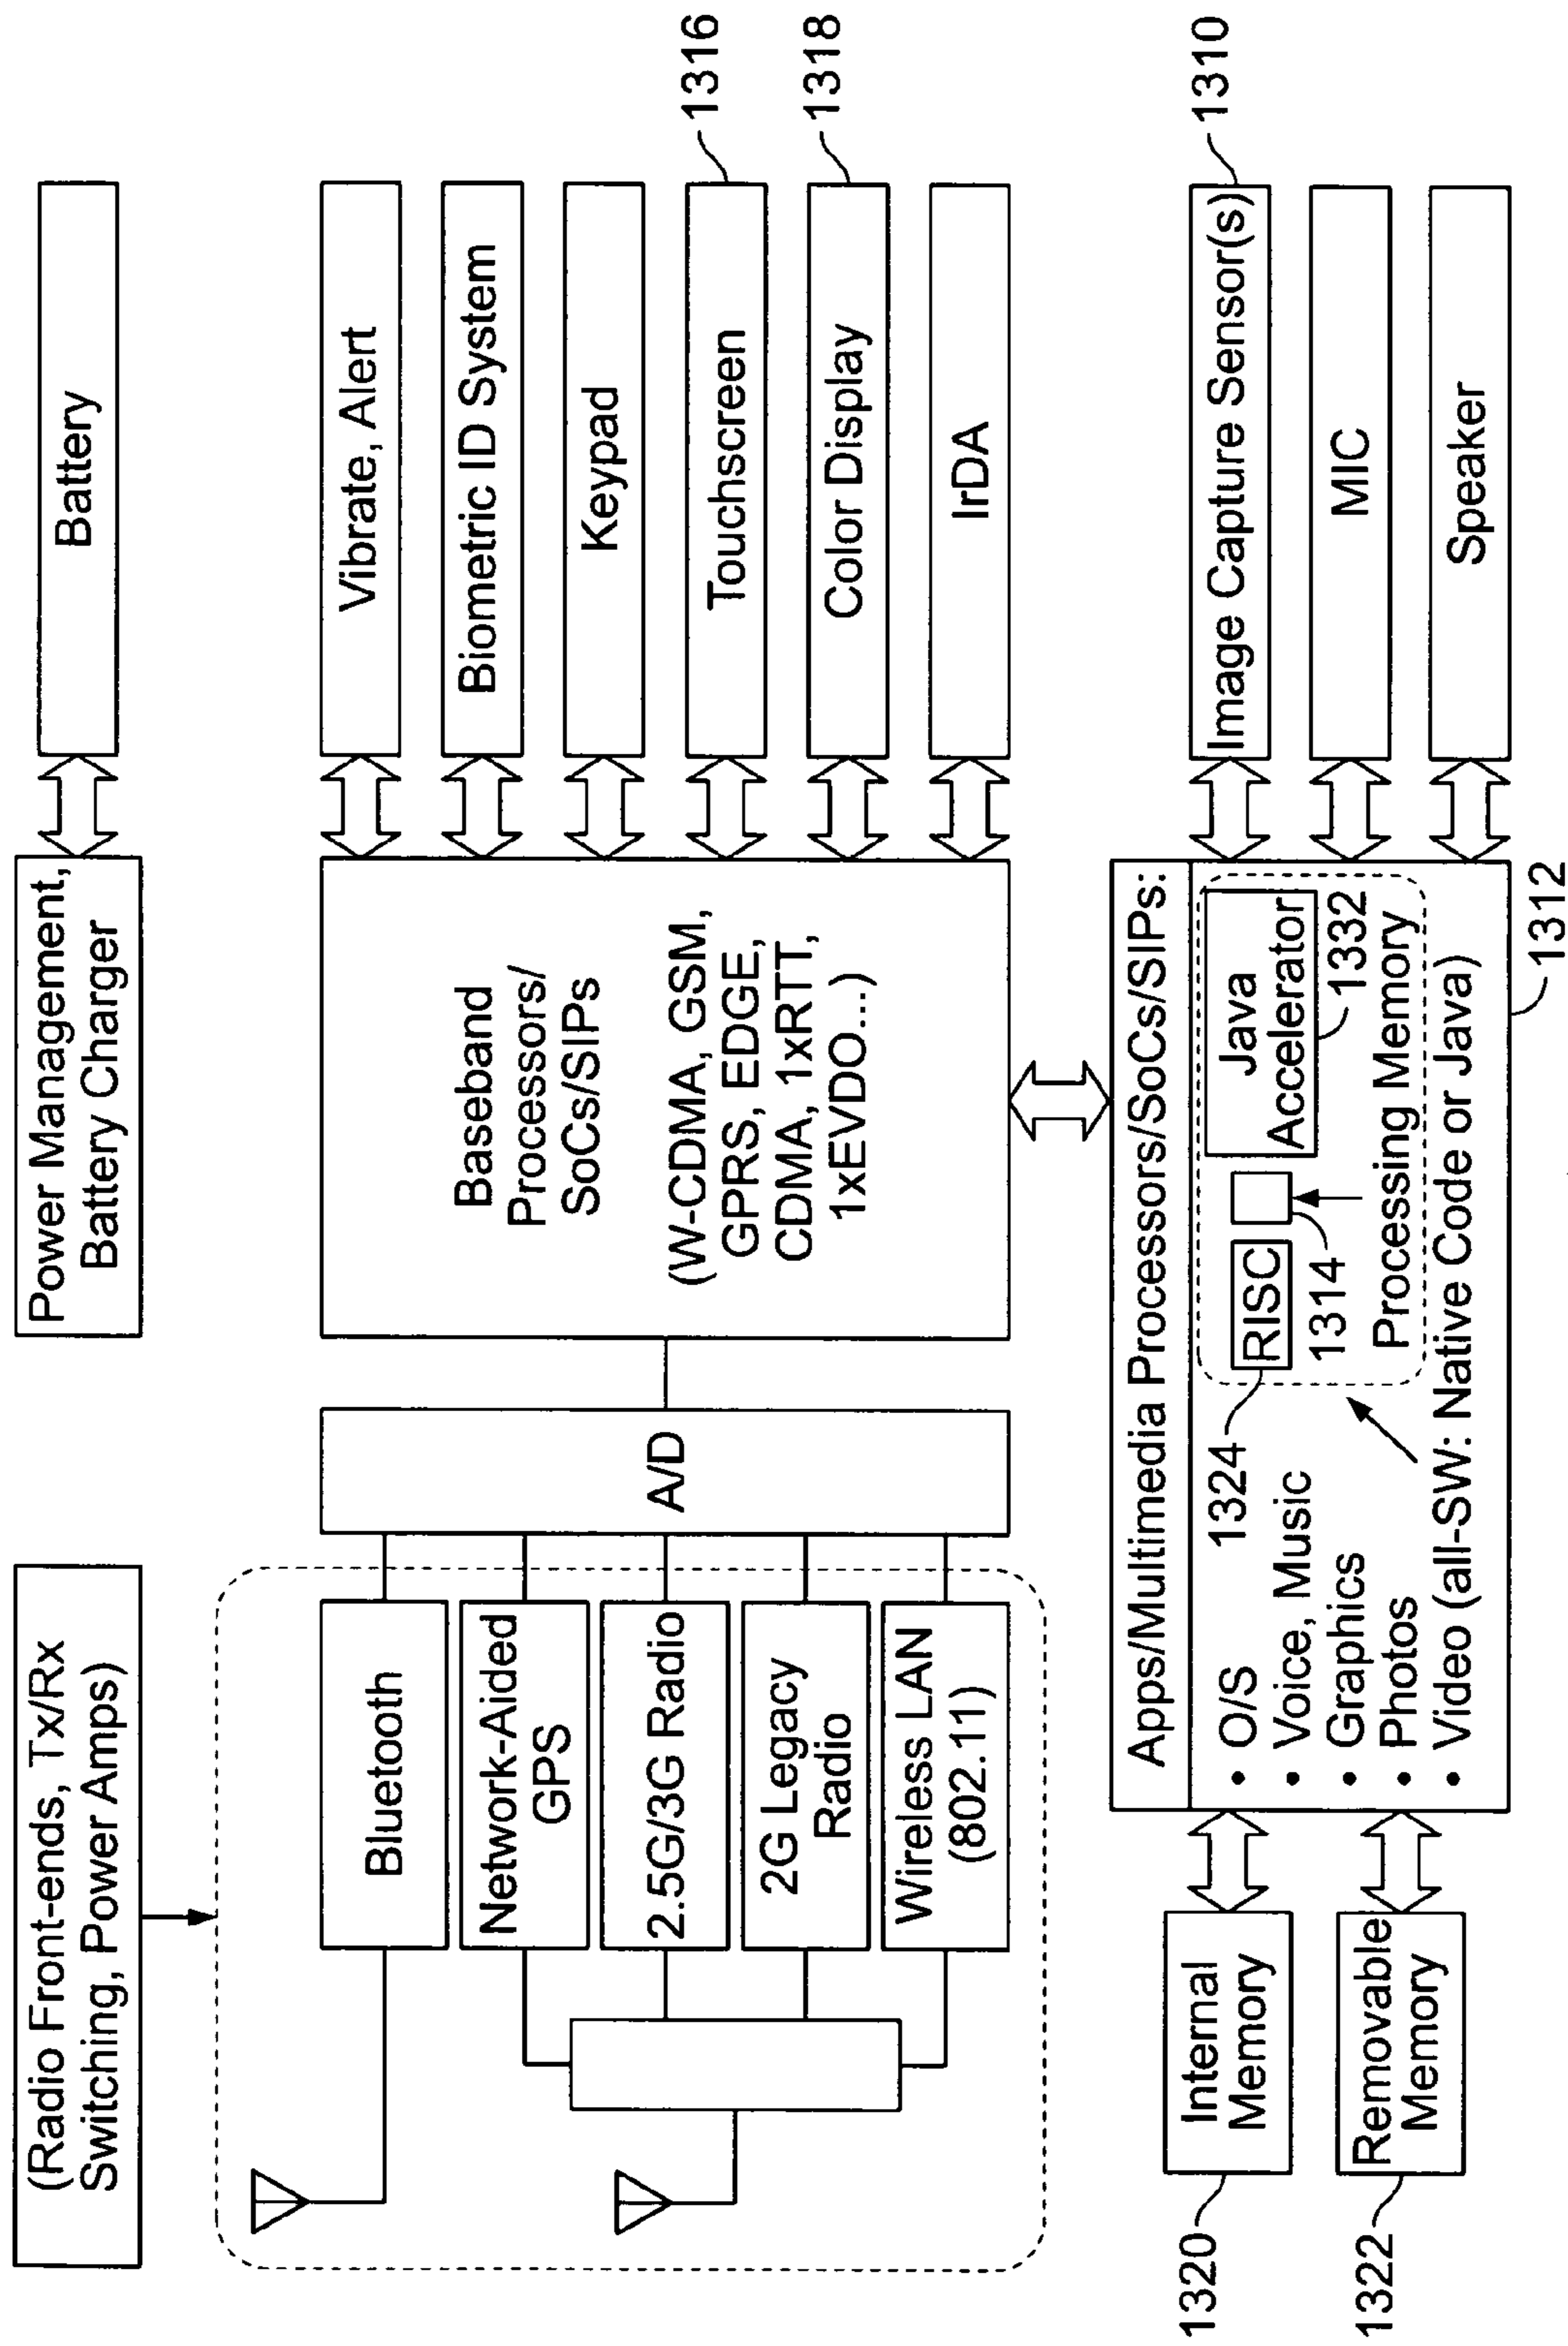 (Radio Front-ends, Tx/Rx
Switching, Power Amps)
Power Management,
Battery Charger
Battery
Bluetooth
Network-Aided
GPS
2.5G/3G Radio
2G Legacy
Radio
Wireless LAN
(802.11)
A/D
Baseband
Processors/
SoCs/SIPs
(W-CDMA, GSM,
GPRS, EDGE,
CDMA, 1xRTT,
1xEVDO...)
Vibrate, Alert
Biometric ID System
Keypad
Touchscreen
1316
Color Display
1318
IrDA
Internal
Memory
1320
Removable
Memory
1322
Apps/Multimedia Processors/SoCs/SIPs:
• O/S
• Voice, Music
• Graphics
• Photos
• Video (all-SW: Native Code or Java)
1324
RISC
1314
Java
Accelerator
1332
Processing Memory
1312
Image Capture Sensor(s)
1310
MIC
Speaker